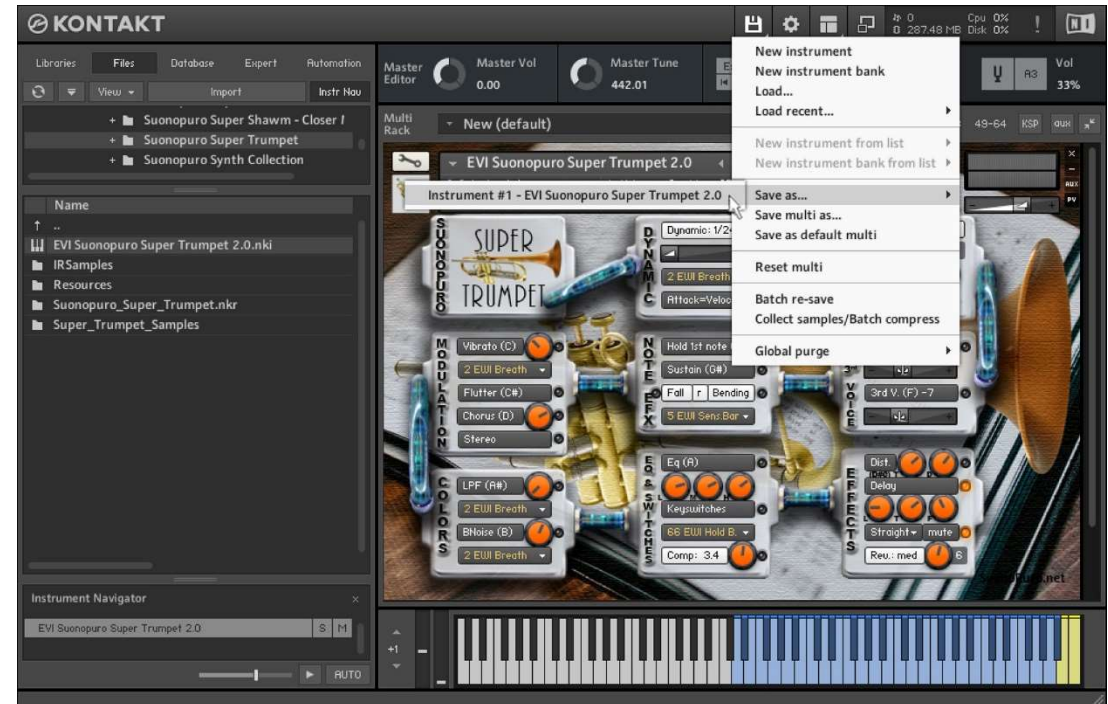 KONTAKT
0
0 287.48 MB
Cpu 0%
Disk 0%
!
Libraries
Files
Database
Expert
Automation
View
Import
Instr Nav
+ Suonopuro Super Shawm - Closer
+ Suonopuro Super Trumpet
+ Suonopuro Synth Collection
Name
..
EVI Suonopuro Super Trumpet 2.0.nki
IRSamples
Resources
Suonopuro_Super_Trumpet.nkr
Super_Trumpet_Samples
Instrument Navigator
×
EVI Suonopuro Super Trumpet 2.0
S
M
AUTO
Master
Editor
Master Vol
0.00
Master Tune
442.01
A3
Vol
33%
Multi
Rack
New (default)
49-64
KSP
aux
EVI Suonopuro Super Trumpet 2.0
×
-
AUX
PV
New instrument
New instrument bank
Load...
Load recent...
New instrument from list
New instrument bank from list
Save as...
Instrument #1 - EVI Suonopuro Super Trumpet 2.0
Save multi as...
Save as default multi
Reset multi
Batch re-save
Collect samples/Batch compress
Global purge
SUONOPURO
SUPER
TRUMPET
DYNAMIC
2 EWI Breath
MODULATION
Vibrato (C)
2 EWI Breath
Flutter (C#)
Chorus (D)
Stereo
NOTE EFX
Hold 1st note
Sustain (G#)
Fall
r
Bending
5 EWI Sens.Bar
VOICE
3rd V. (F) -7
- +
COLORS
LPF (A#)
2 EWI Breath
BNoise (B)
2 EWI Breath
EQ & SWITCHES
Eq (A)
Keyswitches
66 EWI Hold B.
Comp: 3.4
EFFECTS
Dist.
Delay
Straight
mute
Rev.: med
6
+1